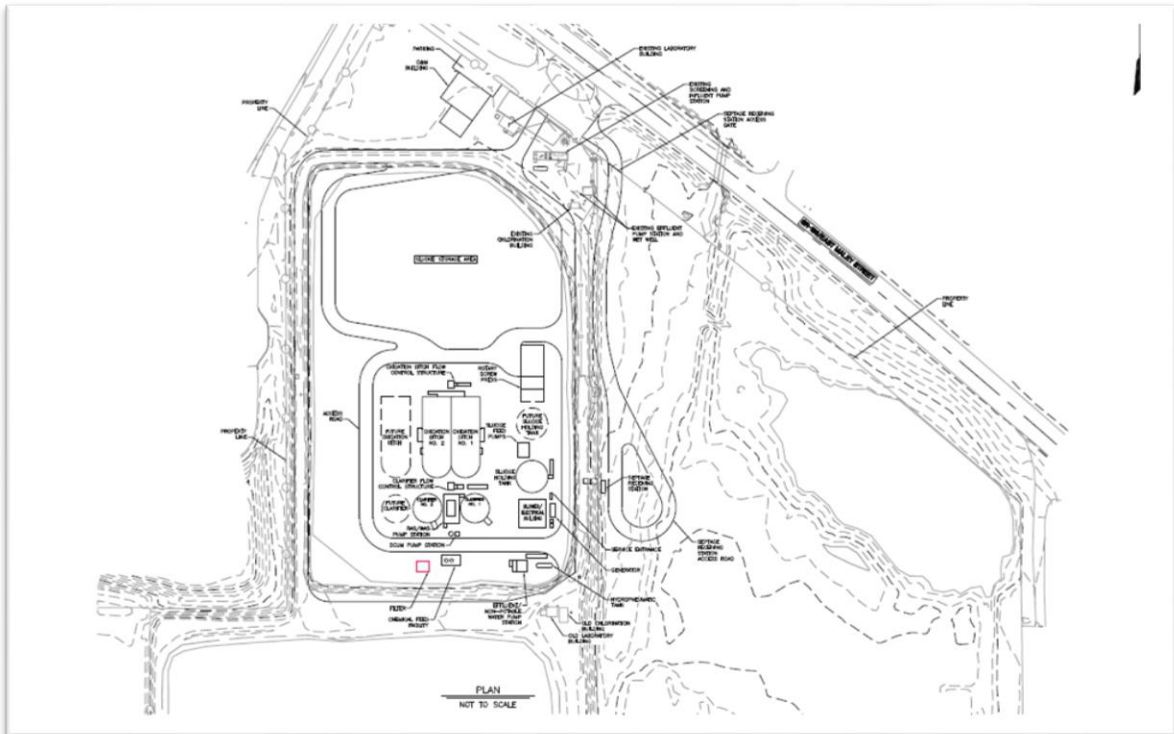 PARKING
O&M
BUILDING
EXISTING LABORATORY
BUILDING
EXISTING
SCREENING AND
INFLUENT PUMP
STATION
SEPTAGE RECEIVING
STATION ACCESS
GATE
PROPERTY
LINE
EXISTING
CHLORINATION
BUILDING
EXISTING EFFLUENT
PUMP STATION AND
WET WELL
SLUDGE STORAGE AREA
MALEY STREET
PROPERTY
LINE
OXIDATION DITCH FLOW
CONTROL STRUCTURE
ROTARY
SCREW
PRESS
ACCESS
ROAD
PROPERTY
LINE
FUTURE
OXIDATION
DITCH
OXIDATION
DITCH
NO. 2
OXIDATION
DITCH
NO. 1
SLUDGE
FEED
PUMPS
FUTURE
SLUDGE
HOLDING
TANK
CLARIFIER FLOW
CONTROL STRUCTURE
SLUDGE
HOLDING
TANK
SEPTAGE
RECEIVING
STATION
FUTURE
CLARIFIER
CLARIFIER
NO. 2
CLARIFIER
NO. 1
BLOWER/
ELECTRICAL
BUILDING
RAS/WAS
PUMP STATION
SCUM PUMP STATION
SERVICE ENTRANCE
SEPTAGE
RECEIVING
STATION
ACCESS ROAD
GENERATOR
HYDROPNEUMATIC
TANK
FILTER
CHEMICAL FEED
FACILITY
EFFLUENT/
NON-POTABLE
WATER PUMP
STATION
OLD CHLORINATION
BUILDING
OLD LABORATORY
BUILDING
PLAN
NOT TO SCALE